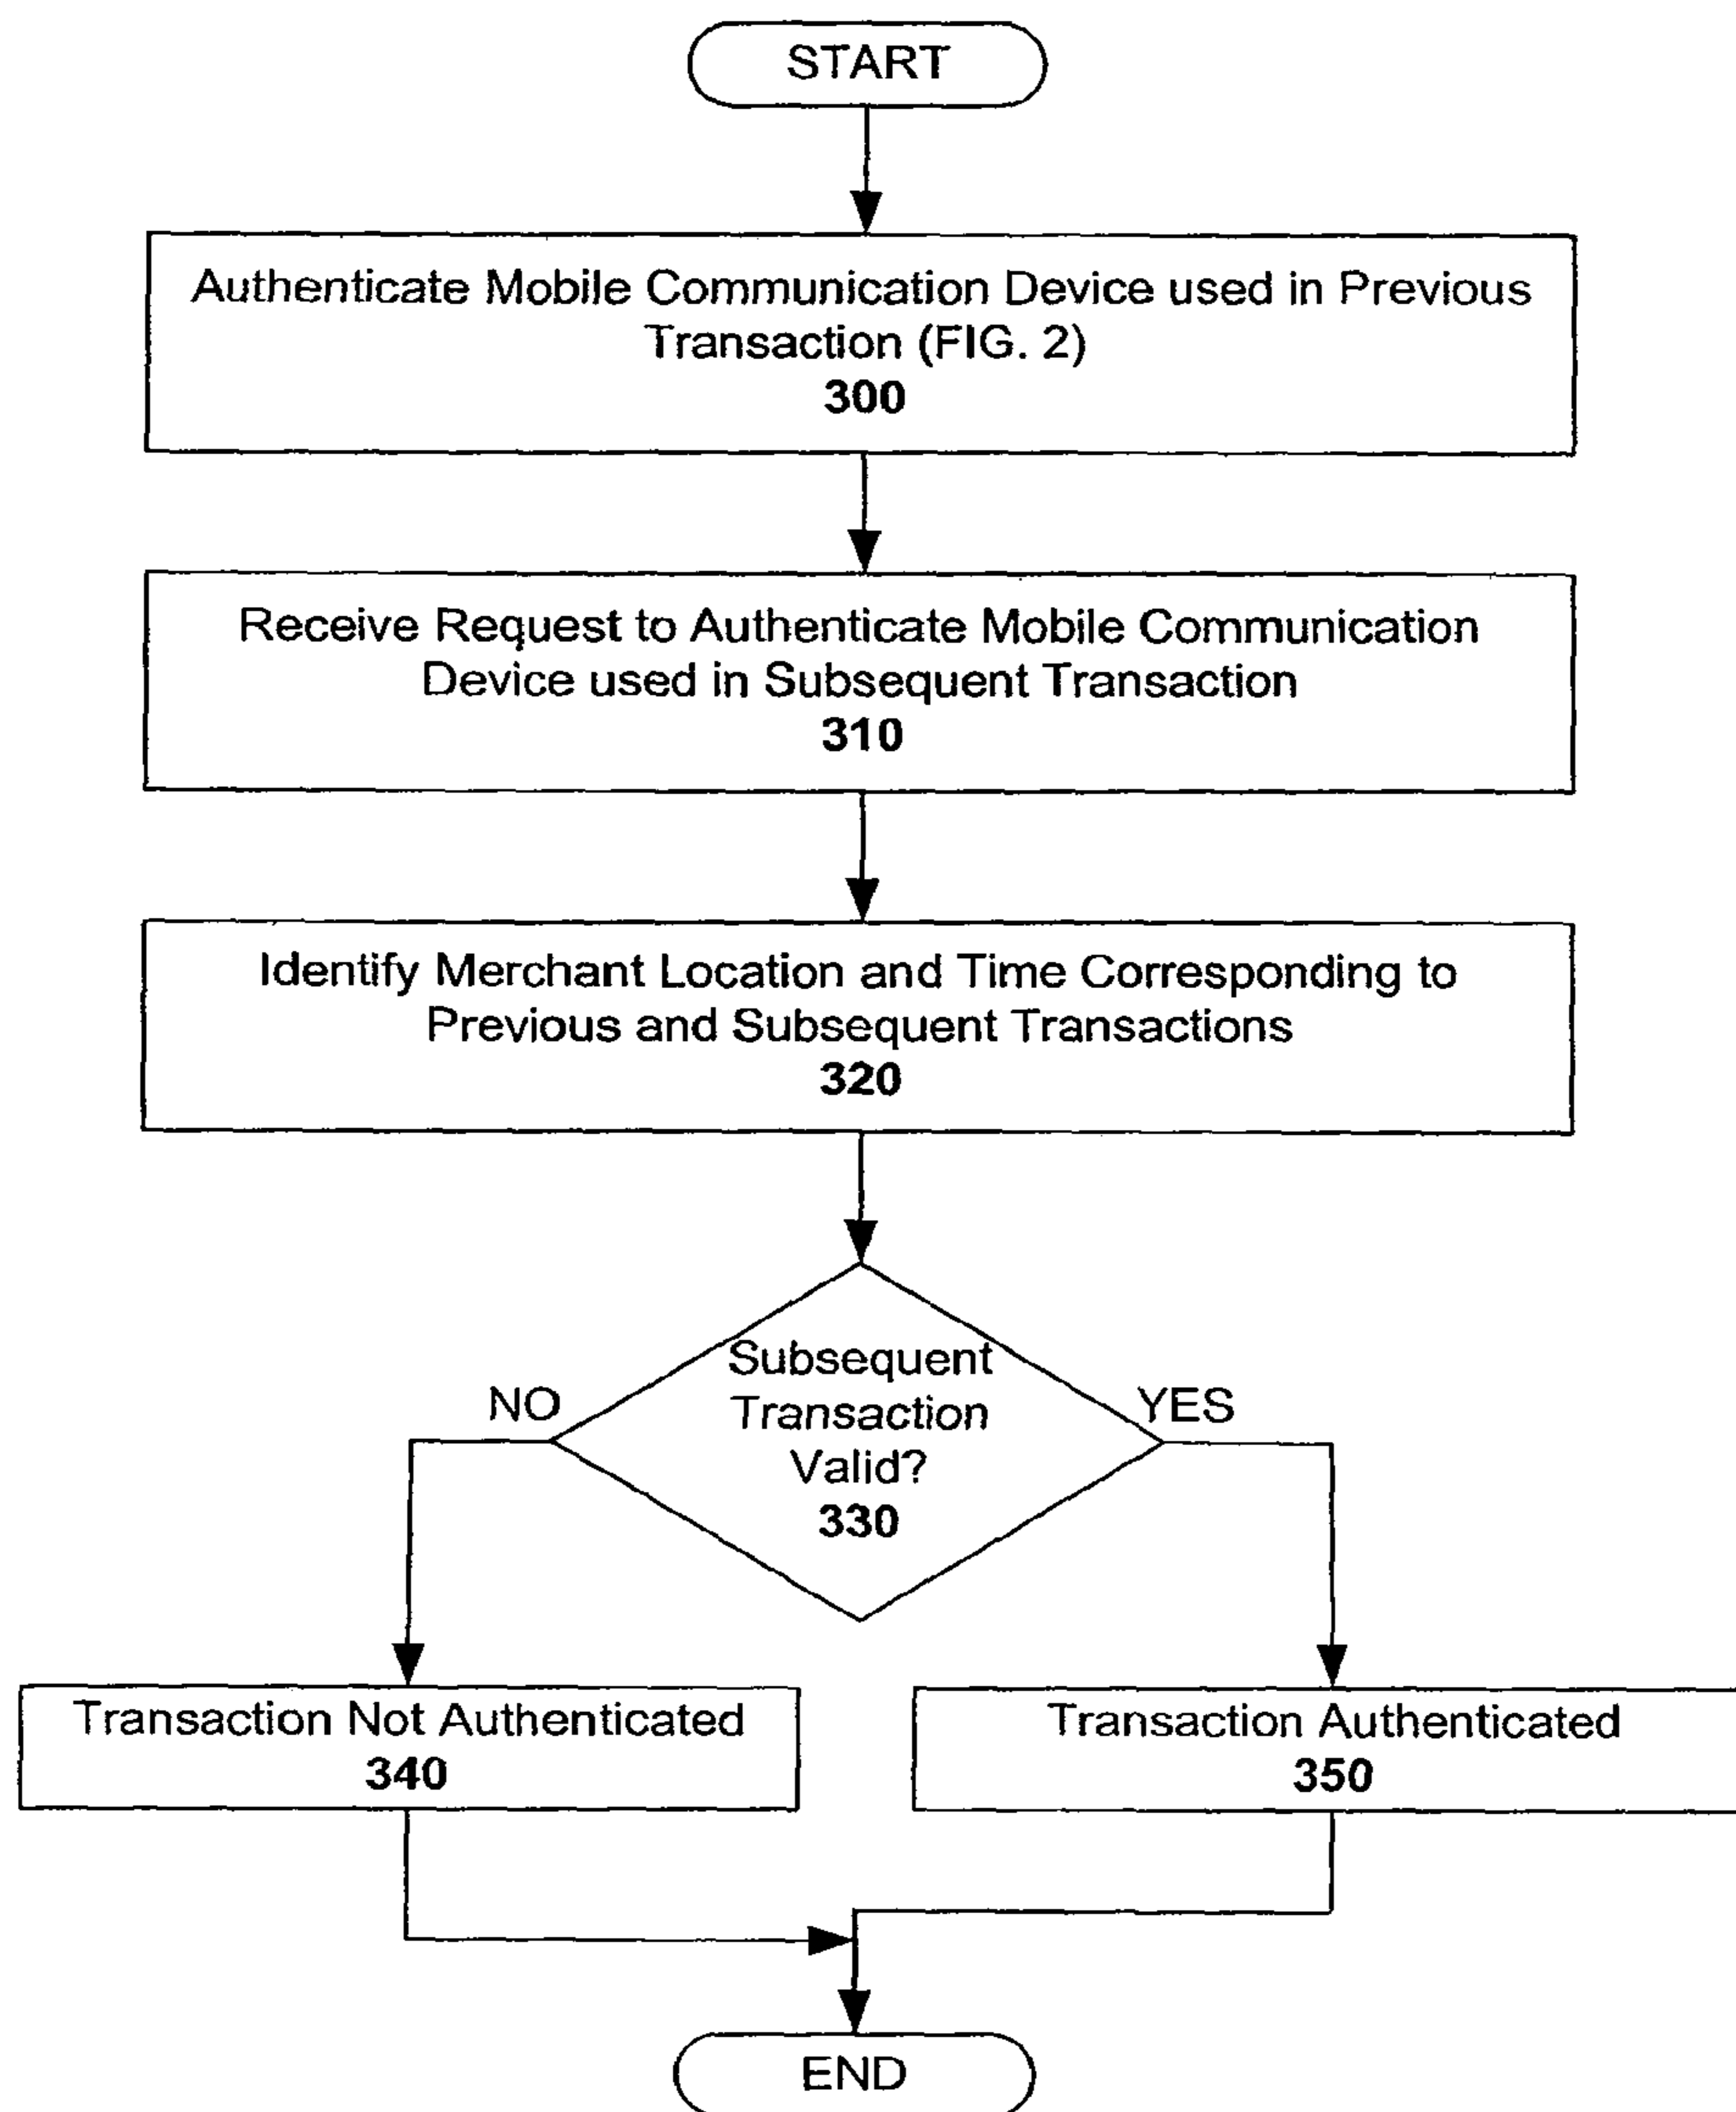 START
Authenticate Mobile Communication Device used in Previous
Transaction (FIG. 2)
300
Receive Request to Authenticate Mobile Communication
Device used in Subsequent Transaction
310
Identify Merchant Location and Time Corresponding to
Previous and Subsequent Transactions
320
Subsequent
Transaction
Valid?
330
NO
YES
Transaction Not Authenticated
340
Transaction Authenticated
350
END